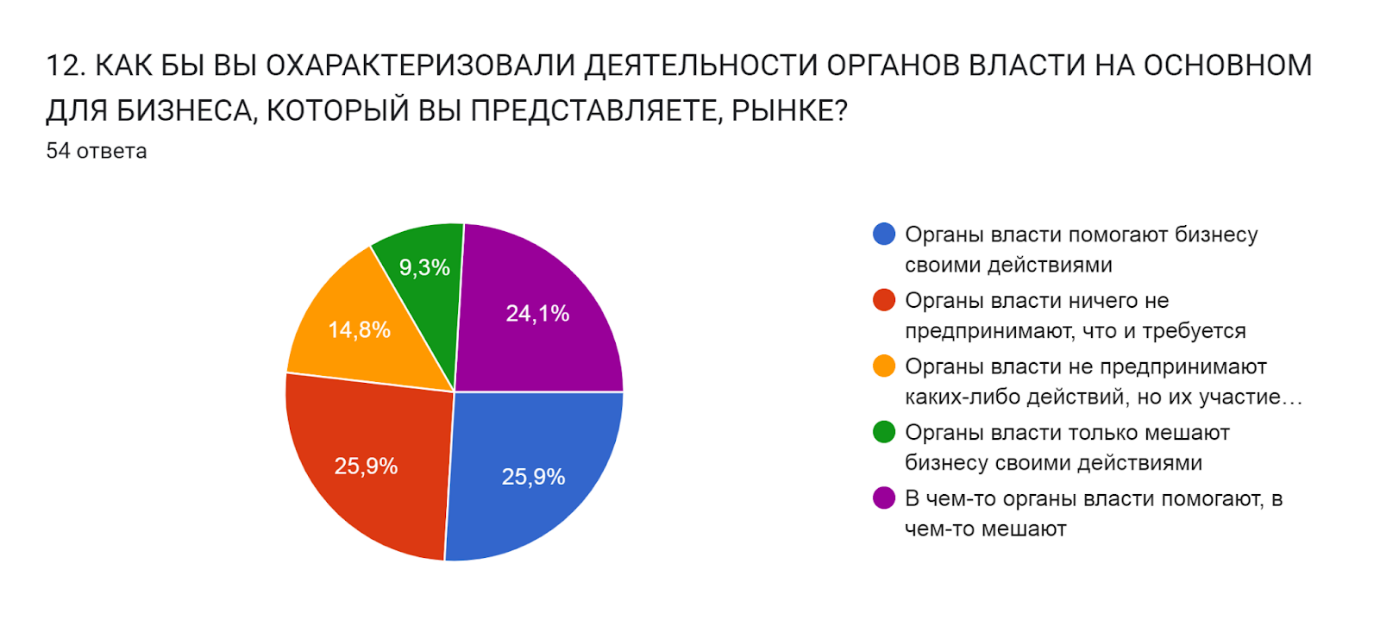 12. КАК БЫ ВЫ ОХАРАКТЕРИЗОВАЛИ ДЕЯТЕЛЬНОСТИ ОРГАНОВ ВЛАСТИ НА ОСНОВНОМ
ДЛЯ БИЗНЕСА, КОТОРЫЙ ВЫ ПРЕДСТАВЛЯЕТЕ, РЫНКЕ?
54 ответа
9,3%
24,1%
14,8%
25,9%
25,9%
Органы власти помогают бизнесу
своими действиями
Органы власти ничего не
предпринимают, что и требуется
Органы власти не предпринимают
каких-либо действий, но их участие…
Органы власти только мешают
бизнесу своими действиями
В чем-то органы власти помогают, в
чем-то мешают